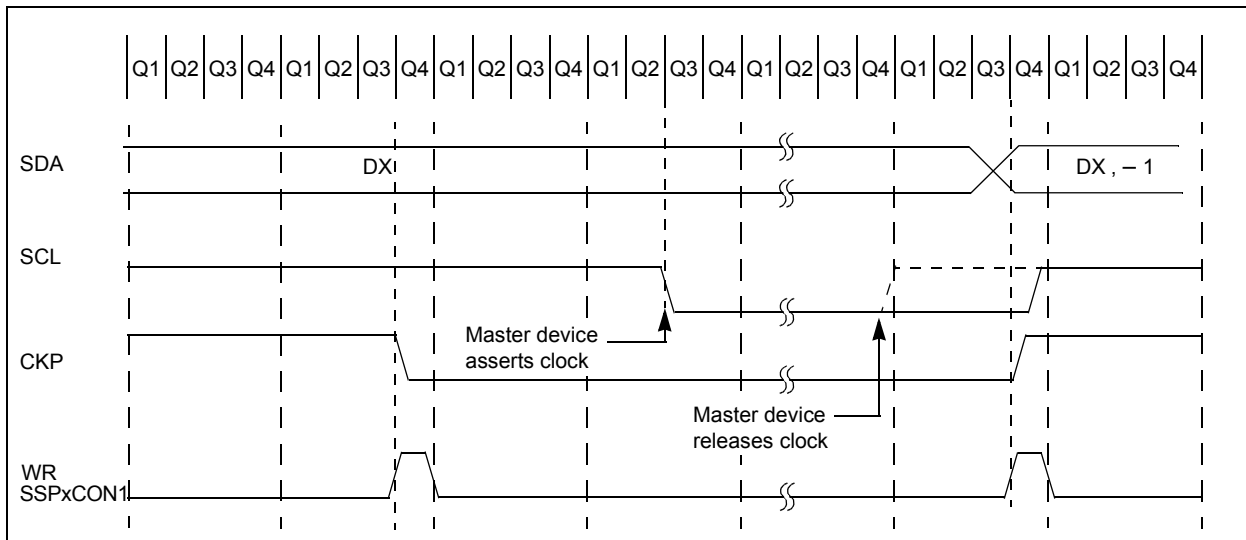 Q1 Q2 Q3 Q4 Q1 Q2 Q3 Q4 Q1 Q2 Q3 Q4 Q1 Q2 Q3 Q4 Q1 Q2 Q3 Q4 Q1 Q2 Q3 Q4 Q1 Q2 Q3 Q4
SDA
DX
DX , – 1
SCL
Master device
asserts clock
CKP
Master device
releases clock
WR
SSPxCON1